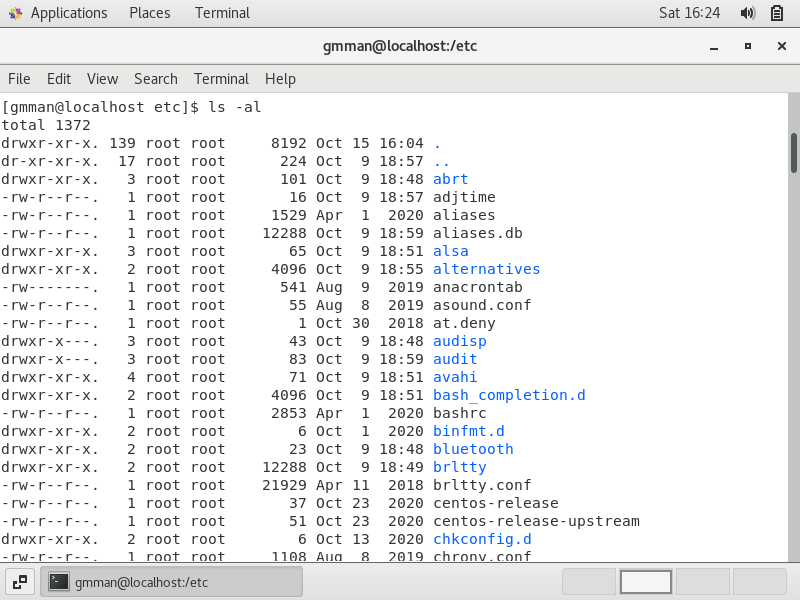 Applications Places Terminal Sat 16:24
gmman@localhost:/etc
File Edit View Search Terminal Help
[gmman@localhost etc]$ ls -al
total 1372
drwxr-xr-x. 139 root root     8192 Oct 15 16:04 .
dr-xr-xr-x.  17 root root      224 Oct  9 18:57 ..
drwxr-xr-x.   3 root root      101 Oct  9 18:48 abrt
-rw-r--r--.   1 root root       16 Oct  9 18:57 adjtime
-rw-r--r--.   1 root root     1529 Apr  1  2020 aliases
-rw-r--r--.   1 root root    12288 Oct  9 18:59 aliases.db
drwxr-xr-x.   3 root root       65 Oct  9 18:51 alsa
drwxr-xr-x.   2 root root     4096 Oct  9 18:55 alternatives
-rw-------.   1 root root      541 Aug  9  2019 anacrontab
-rw-r--r--.   1 root root       55 Aug  8  2019 asound.conf
-rw-r--r--.   1 root root        1 Oct 30  2018 at.deny
drwxr-x---.   3 root root       43 Oct  9 18:48 audisp
drwxr-x---.   3 root root       83 Oct  9 18:59 audit
drwxr-xr-x.   4 root root       71 Oct  9 18:51 avahi
drwxr-xr-x.   2 root root     4096 Oct  9 18:51 bash_completion.d
-rw-r--r--.   1 root root     2853 Apr  1  2020 bashrc
drwxr-xr-x.   2 root root        6 Oct  1  2020 binfmt.d
drwxr-xr-x.   2 root root       23 Oct  9 18:48 bluetooth
drwxr-xr-x.   2 root root    12288 Oct  9 18:49 brltty
-rw-r--r--.   1 root root    21929 Apr 11  2018 brltty.conf
-rw-r--r--.   1 root root       37 Oct 23  2020 centos-release
-rw-r--r--.   1 root root       51 Oct 23  2020 centos-release-upstream
drwxr-xr-x.   2 root root        6 Oct 13  2020 chkconfig.d
-rw-r--r--.   1 root root     1108 Aug  8  2019 chrony.conf
gmman@localhost:/etc